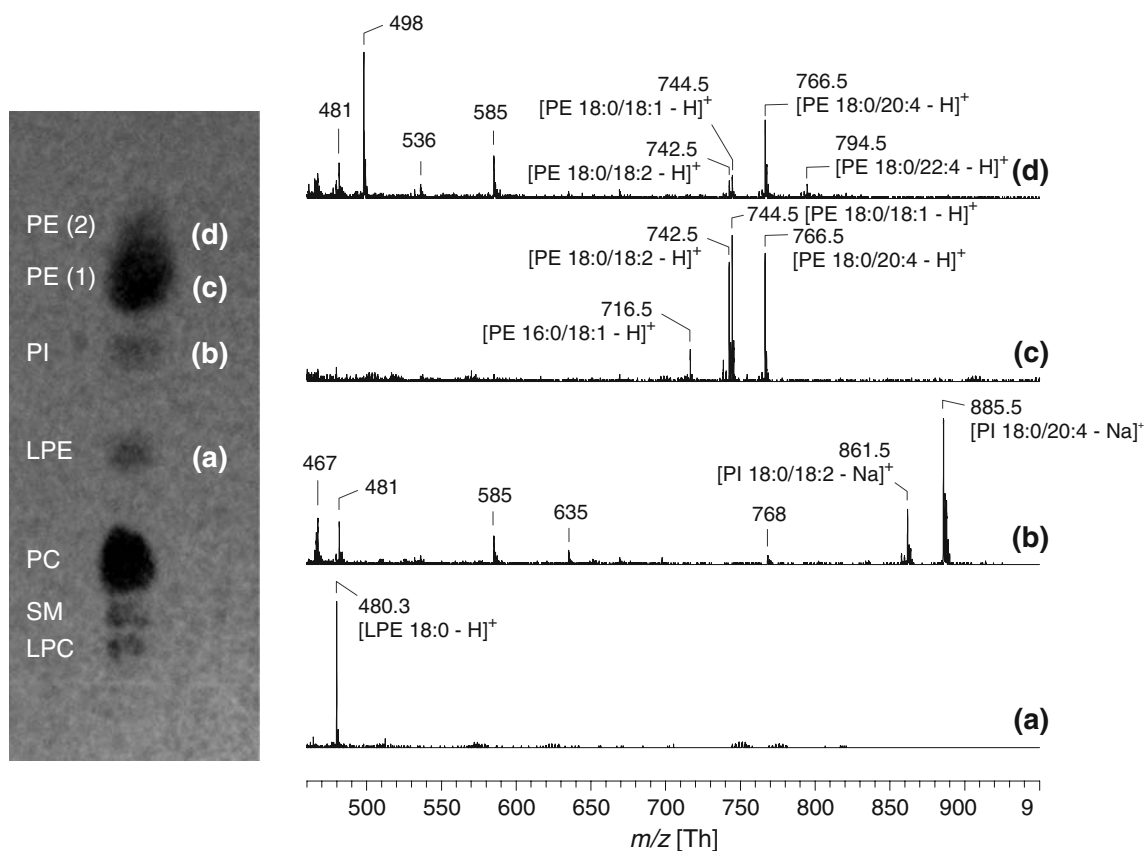 PE (2)
(d)
PE (1)
(c)
PI
(b)
LPE
(a)
PC
SM
LPC
498
481
536
585
744.5
[PE 18:0/18:1 - H]⁺
742.5
[PE 18:0/18:2 - H]⁺
766.5
[PE 18:0/20:4 - H]⁺
794.5
[PE 18:0/22:4 - H]⁺
(d)
744.5 [PE 18:0/18:1 - H]⁺
742.5
[PE 18:0/18:2 - H]⁺
766.5
[PE 18:0/20:4 - H]⁺
716.5
[PE 16:0/18:1 - H]⁺
(c)
885.5
[PI 18:0/20:4 - Na]⁺
861.5
[PI 18:0/18:2 - Na]⁺
467
481
585
635
768
(b)
480.3
[LPE 18:0 - H]⁺
(a)
500 550 600 650 700 750 800 850 900 9
m/z [Th]